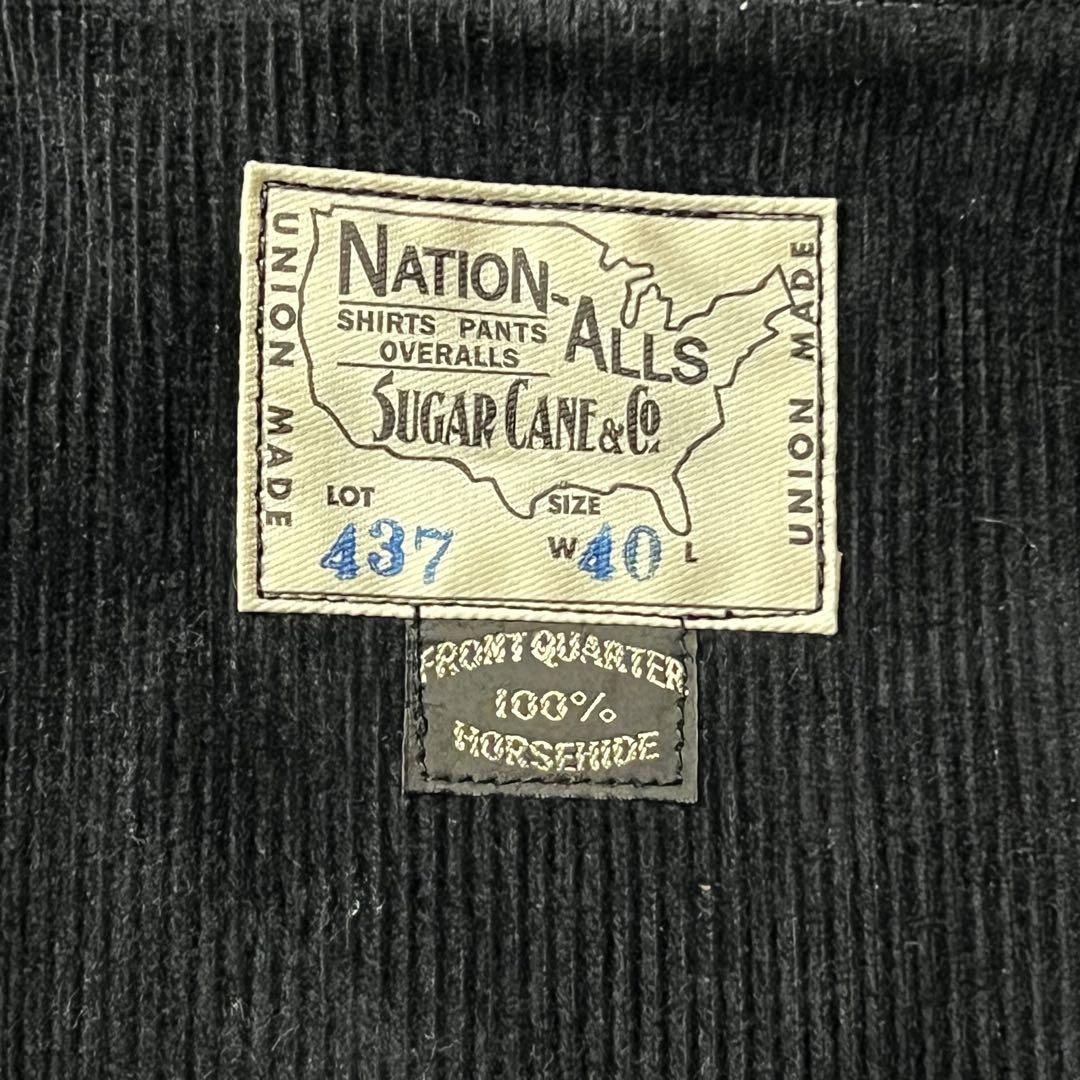 UNION MADE
NATION-ALLS
SHIRTS PANTS
OVERALLS
SUGAR CANE & Co.
LOT 437
SIZE W 40 L
UNION MADE
FRONT QUARTER
100%
HORSEHIDE